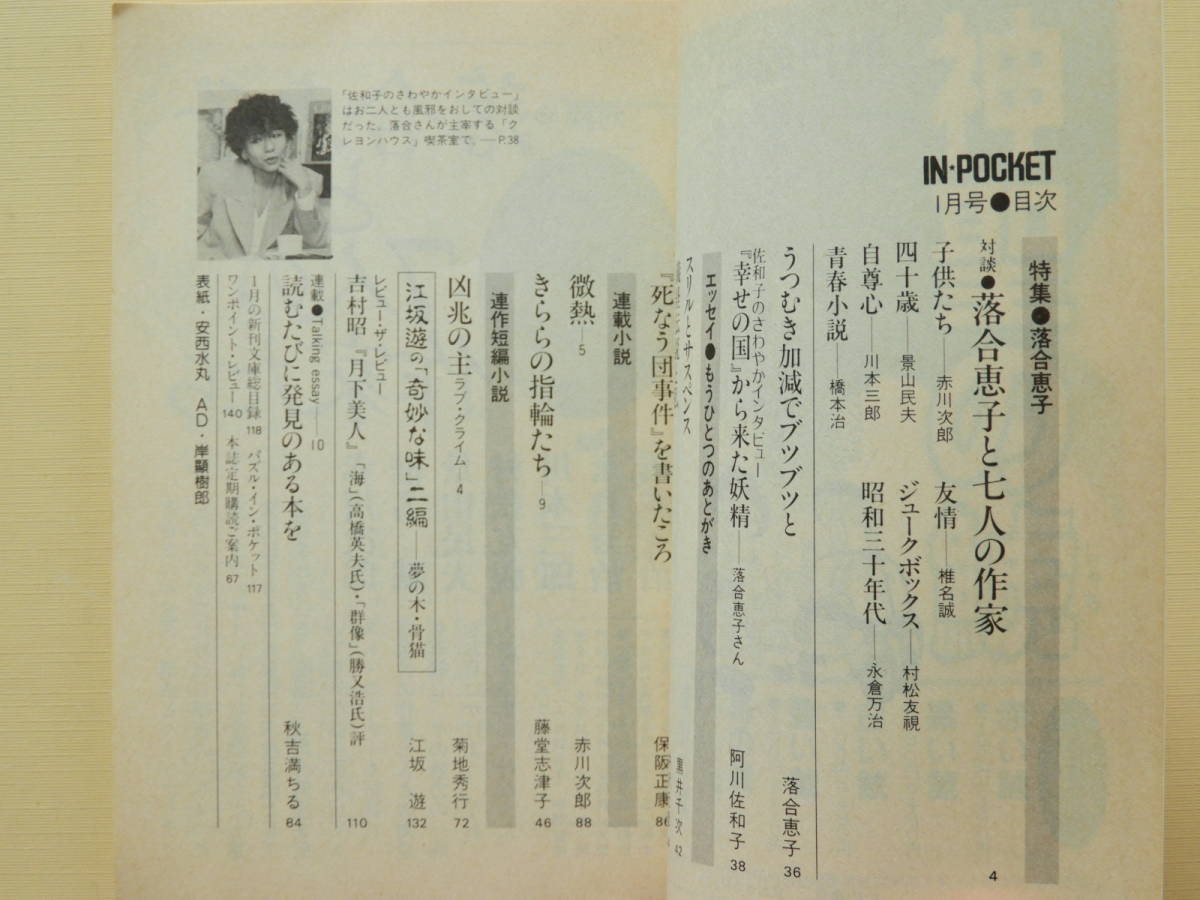 IN★POCKET
1月号●目次
特集●落合恵子
対談●落合恵子と七人の作家
4
子供たち 赤川次郎
友情―椎名誠
四十歳―景山民夫
ジュークボックス―村松友視
自尊心―川本三郎
昭和三十年代―永倉万治
青春小説―橋本治
うつむき加減でブツブツと
落合恵子 36
佐和子のさわやかインタビュー
『幸せの国』から来た妖精―落合恵子さん
阿川佐和子 38
エッセイ●もうひとつのあとがき
スリルとサスペンス
黒井千次 42
『死なう団事件』を書いたころ
保阪正康 86
連載小説
微熱―5
赤川次郎 88
きららの指輪たち―9
藤堂志津子 46
連作短編小説
凶兆の主 ラブ・クライム―4
菊地秀行 72
江坂遊の「奇妙な味」二編―夢の木・骨猫
江坂 遊 132
レビュー・ザ・レビュー
吉村昭『月下美人』 「海」(高橋英夫氏)・「群像」(勝又浩氏)評
110
連載●Talking essay―10
読むたびに発見のある本を
秋吉満ちる 84
1月の新刊文庫総目録 118 パズル・イン・ポケット 117
ワンポイント・レビュー 140 本誌定期購読ご案内 67
表紙・安西水丸 AD・岸顯樹郎
「佐和子のさわやかインタビュー」
はお二人とも風邪をおしての対談
だった。落合さんが主宰する「ク
レヨンハウス」喫茶室で。―P.38